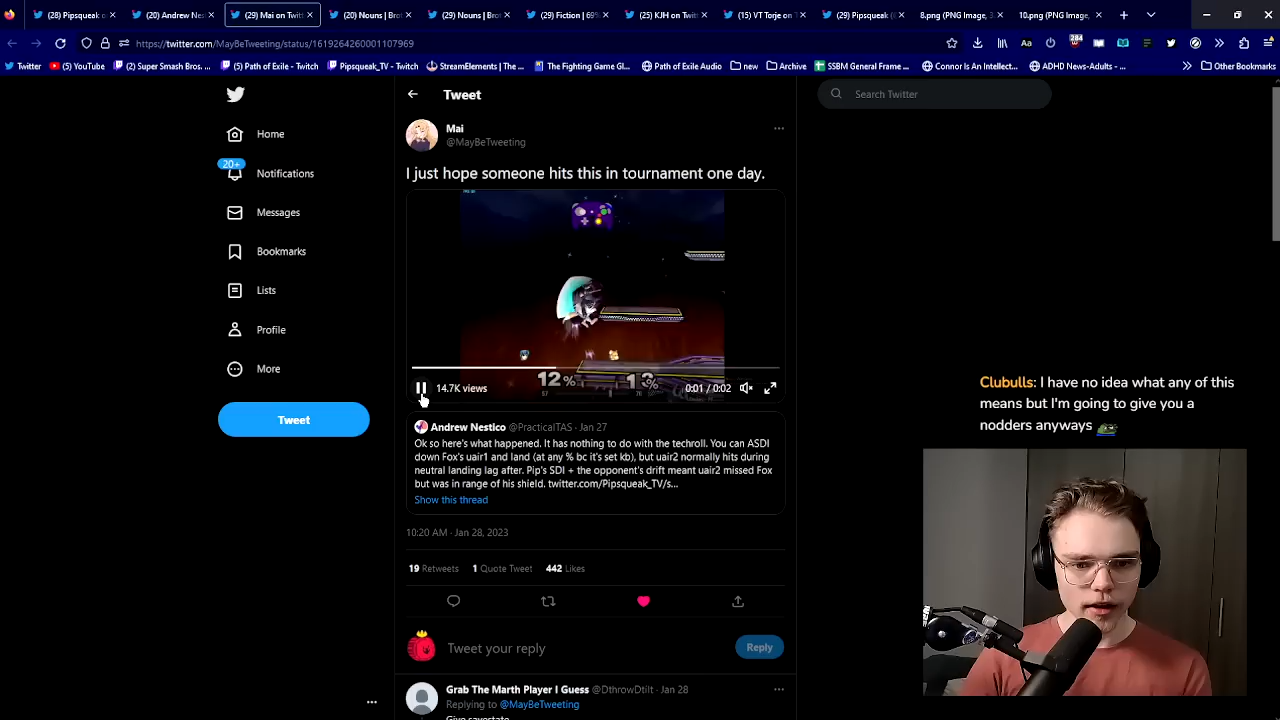 (28) Pipsqueak o
(20) Andrew Nes
(29) Mai on Twit
(20) Nouns | Bro
(29) Nouns | Bro
(29) Fiction | 69
(25) KJH on Twit
(15) VT Torje on T
(29) Pipsqueak (
8.png (PNG Image, 3
10.png (PNG Image,
https://twitter.com/MayBeTweeting/status/1619264260001107969
284
Twitter
(5) YouTube
(2) Super Smash Bros. ...
(5) Path of Exile - Twitch
Pipsqueak_TV - Twitch
StreamElements | The ...
The Fighting Game Gl...
Path of Exile Audio
new
Archive
SSBM General Frame ...
Connor Is An Intellect...
ADHD News-Adults - ...
Other Bookmarks
Tweet
Search Twitter
Home
20+
Notifications
Messages
Bookmarks
Lists
Profile
More
Tweet
Mai
@MayBeTweeting
I just hope someone hits this in tournament one day.
12%
13%
14.7K views
0:01 / 0:02
Andrew Nestico @PracticalTAS · Jan 27
Ok so here's what happened. It has nothing to do with the techroll. You can ASDI
down Fox's uair1 and land (at any % bc it's set kb), but uair2 normally hits during
neutral landing lag after. Pip's SDI + the opponent's drift meant uair2 missed Fox
but was in range of his shield. twitter.com/Pipsqueak_TV/s...
Show this thread
10:20 AM · Jan 28, 2023
19 Retweets 1 Quote Tweet 442 Likes
Tweet your reply
Reply
Grab The Marth Player I Guess @DthrowDtilt · Jan 28
Replying to @MayBeTweeting
Give savestate
Clubulls: I have no idea what any of this
means but I'm going to give you a
nodders anyways